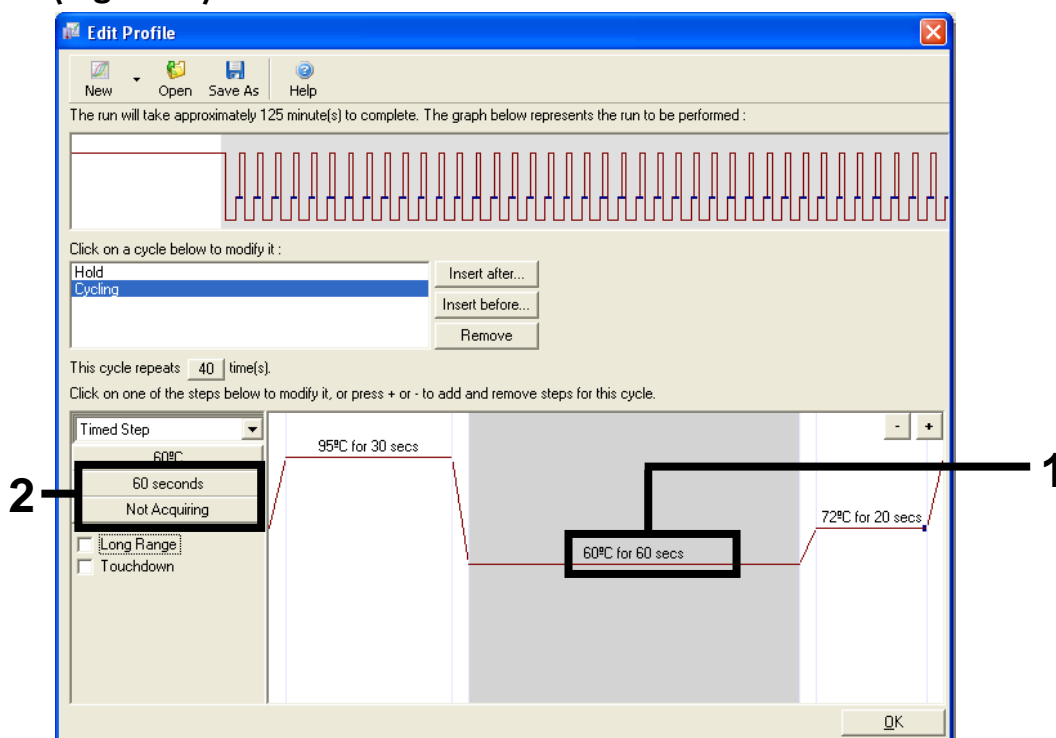 Edit Profile
New Open Save As Help
The run will take approximately 125 minute(s) to complete. The graph below represents the run to be performed :
Click on a cycle below to modify it :
Hold
Cycling
Insert after...
Insert before...
Remove
This cycle repeats 40 time(s).
Click on one of the steps below to modify it, or press + or - to add and remove steps for this cycle.
Timed Step
- +
60ºC
60 seconds
Not Acquiring
Long Range
Touchdown
95ºC for 30 secs
60ºC for 60 secs
72ºC for 20 secs
1
2
OK